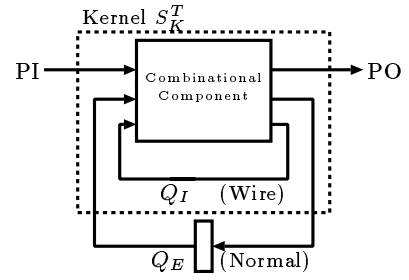 Kernel S_K^T
PI
PO
Combinational
Component
Q_I (Wire)
Q_E (Normal)